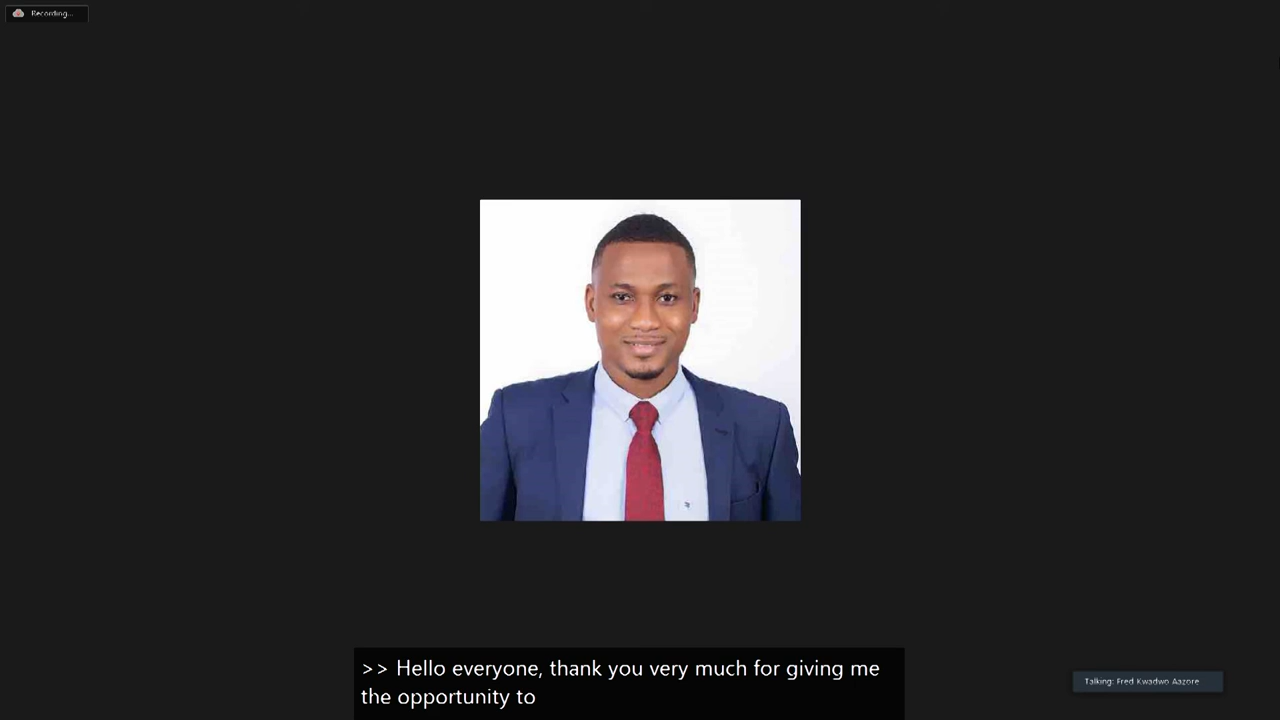 Recording...
>> Hello everyone, thank you very much for giving me
the opportunity to
Talking: Fred Kwadwo Aazore